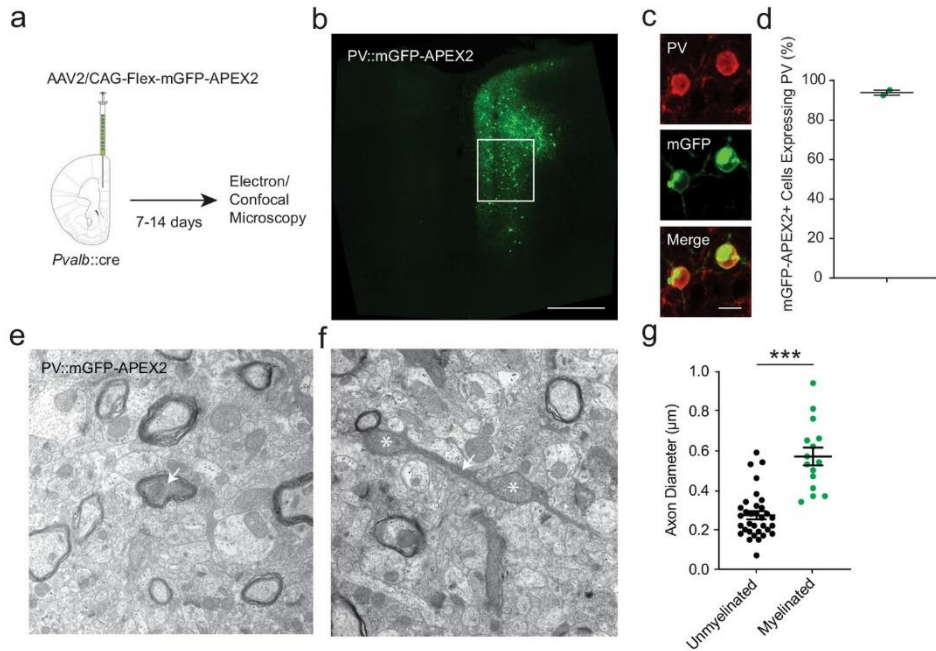 a
AAV2/CAG-Flex-mGFP-APEX2
7-14 days
Electron/
Confocal
Microscopy
Pvalb::cre
b
PV::mGFP-APEX2
c
PV
mGFP
Merge
d
mGFP-APEX2+ Cells Expressing PV (%)
100
80
60
40
20
0
e
PV::mGFP-APEX2
f
*
*
g
***
Axon Diameter (µm)
1.0
0.8
0.6
0.4
0.2
0.0
Unmyelinated
Myelinated